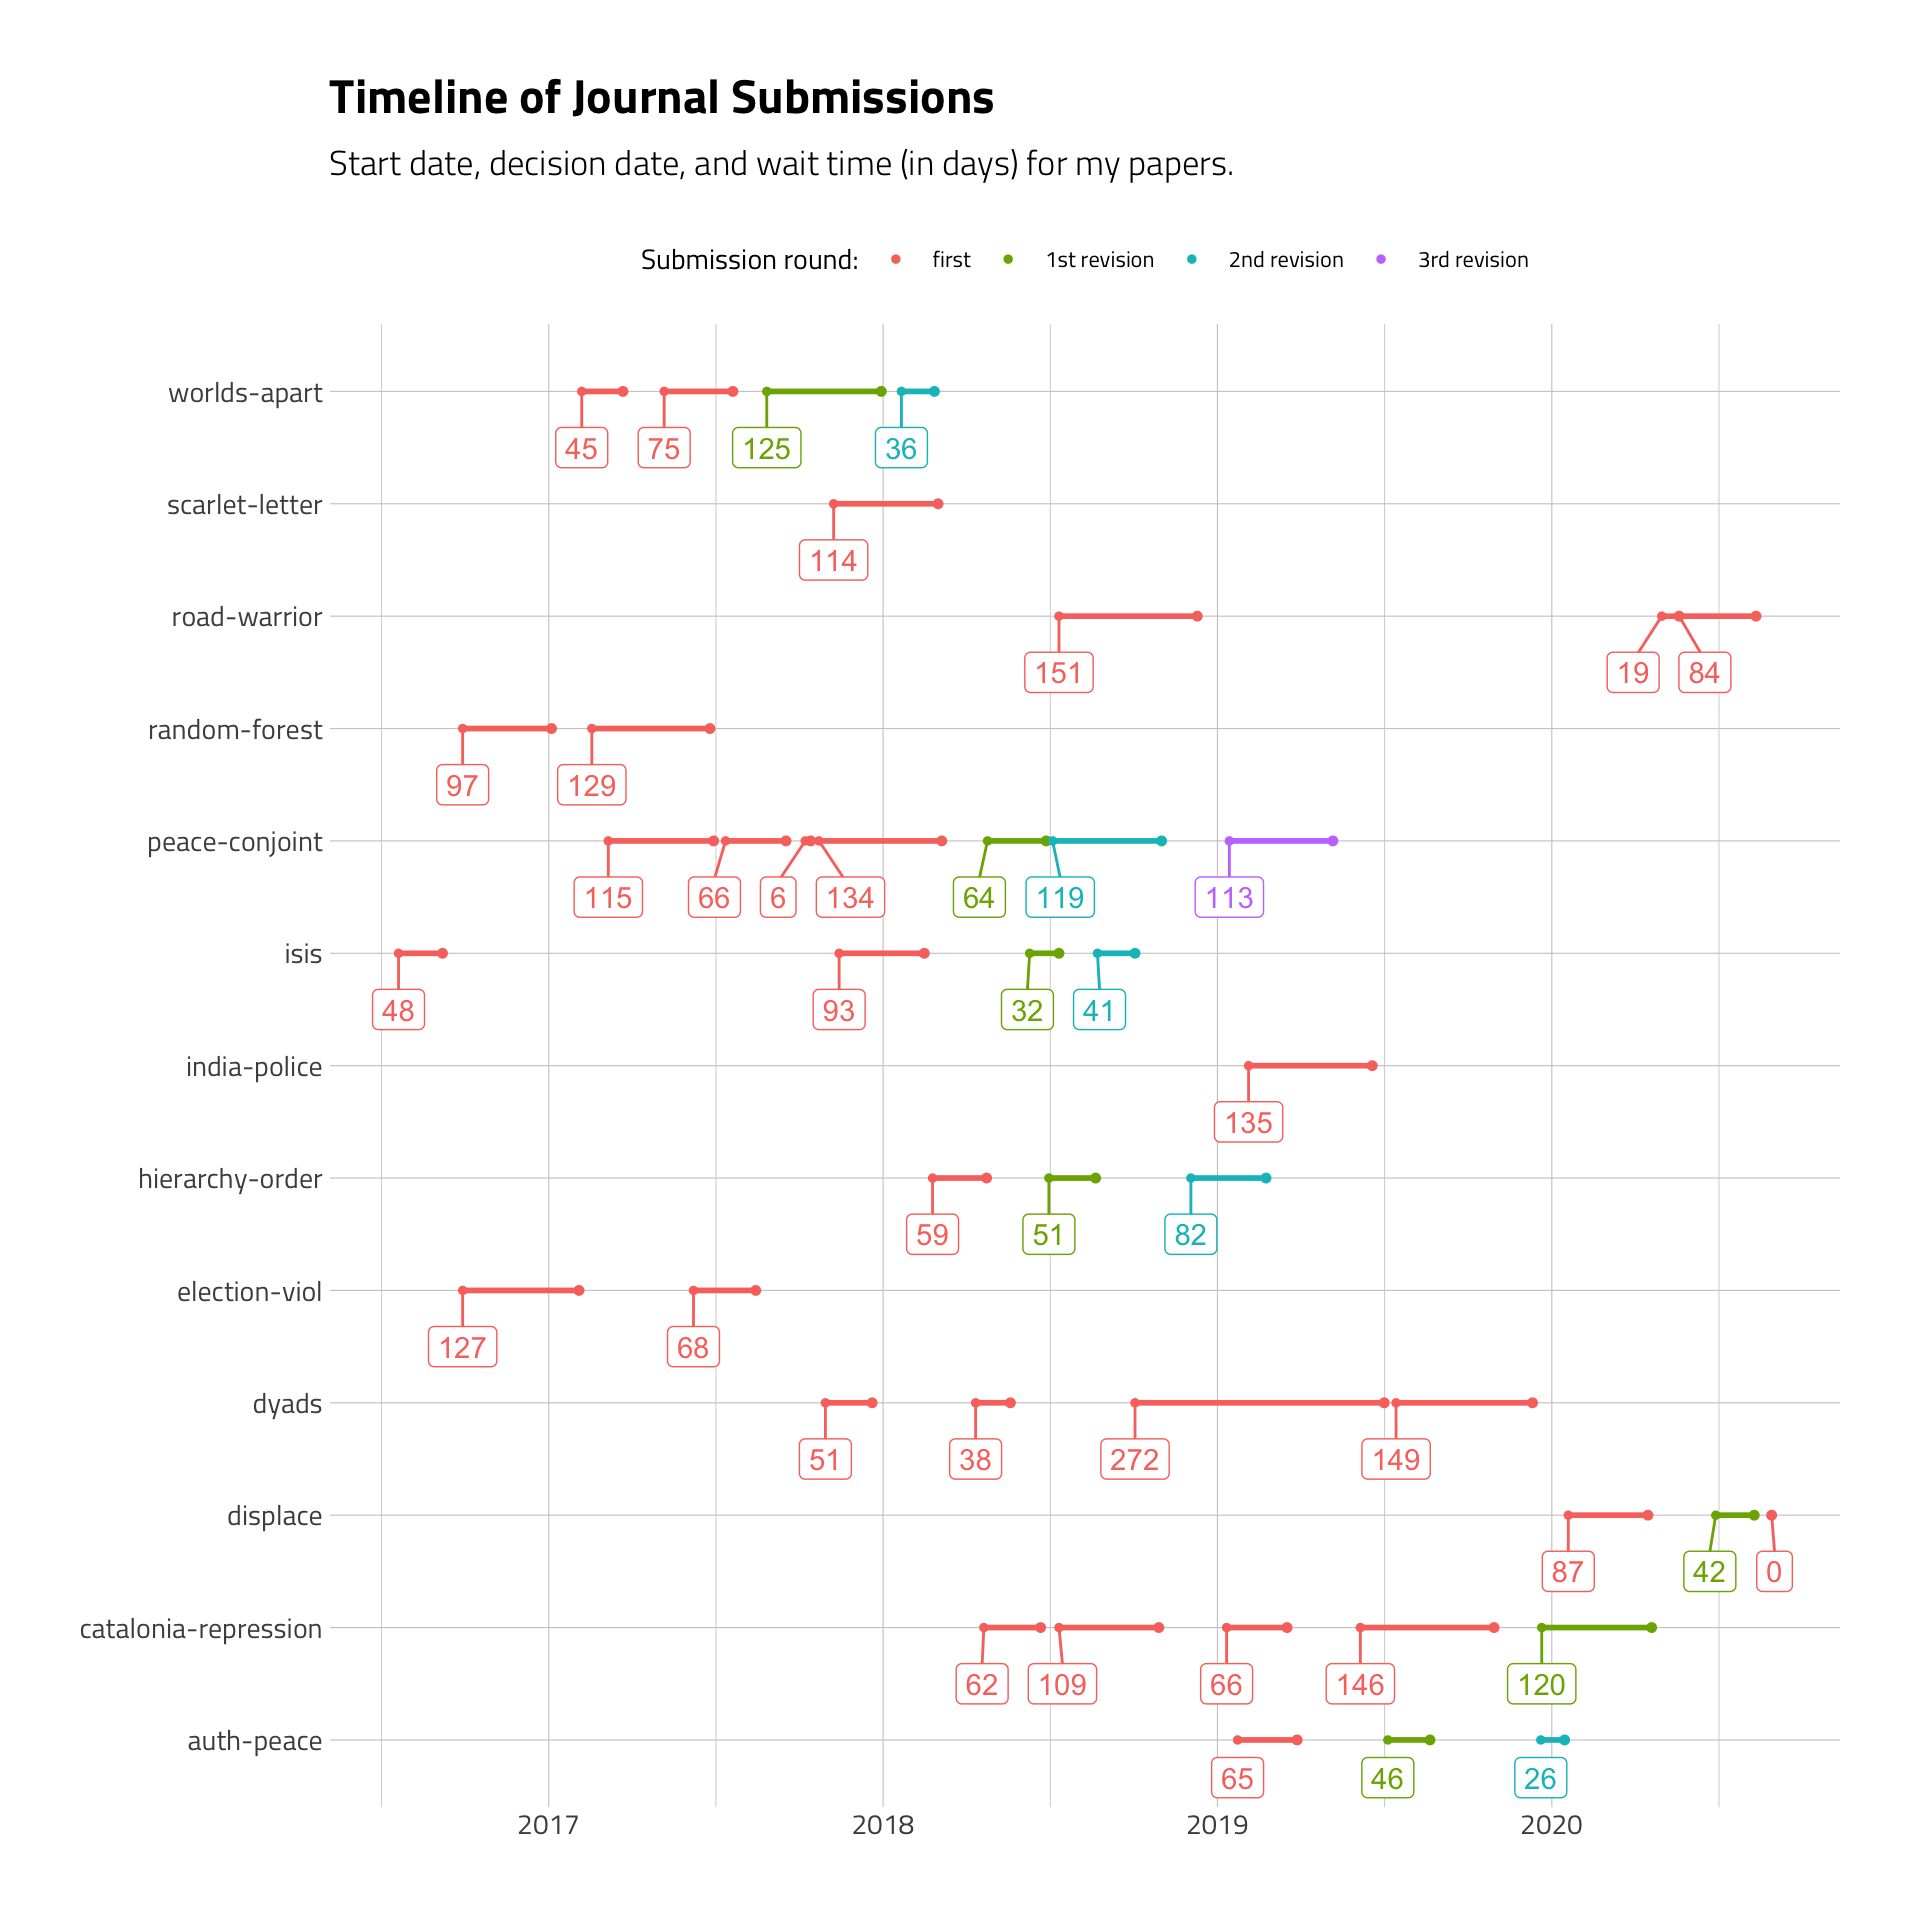 Timeline of Journal Submissions
Start date, decision date, and wait time (in days) for my papers.
Submission round: first 1st revision 2nd revision 3rd revision
worlds-apart
45 75 125 36
scarlet-letter
114
road-warrior
151 19 84
random-forest
97 129
peace-conjoint
115 66 6 134 64 119 113
isis
48 93 32 41
india-police
135
hierarchy-order
59 51 82
election-viol
127 68
dyads
51 38 272 149
displace
87 42 0
catalonia-repression
62 109 66 146 120
auth-peace
65 46 26
2017 2018 2019 2020